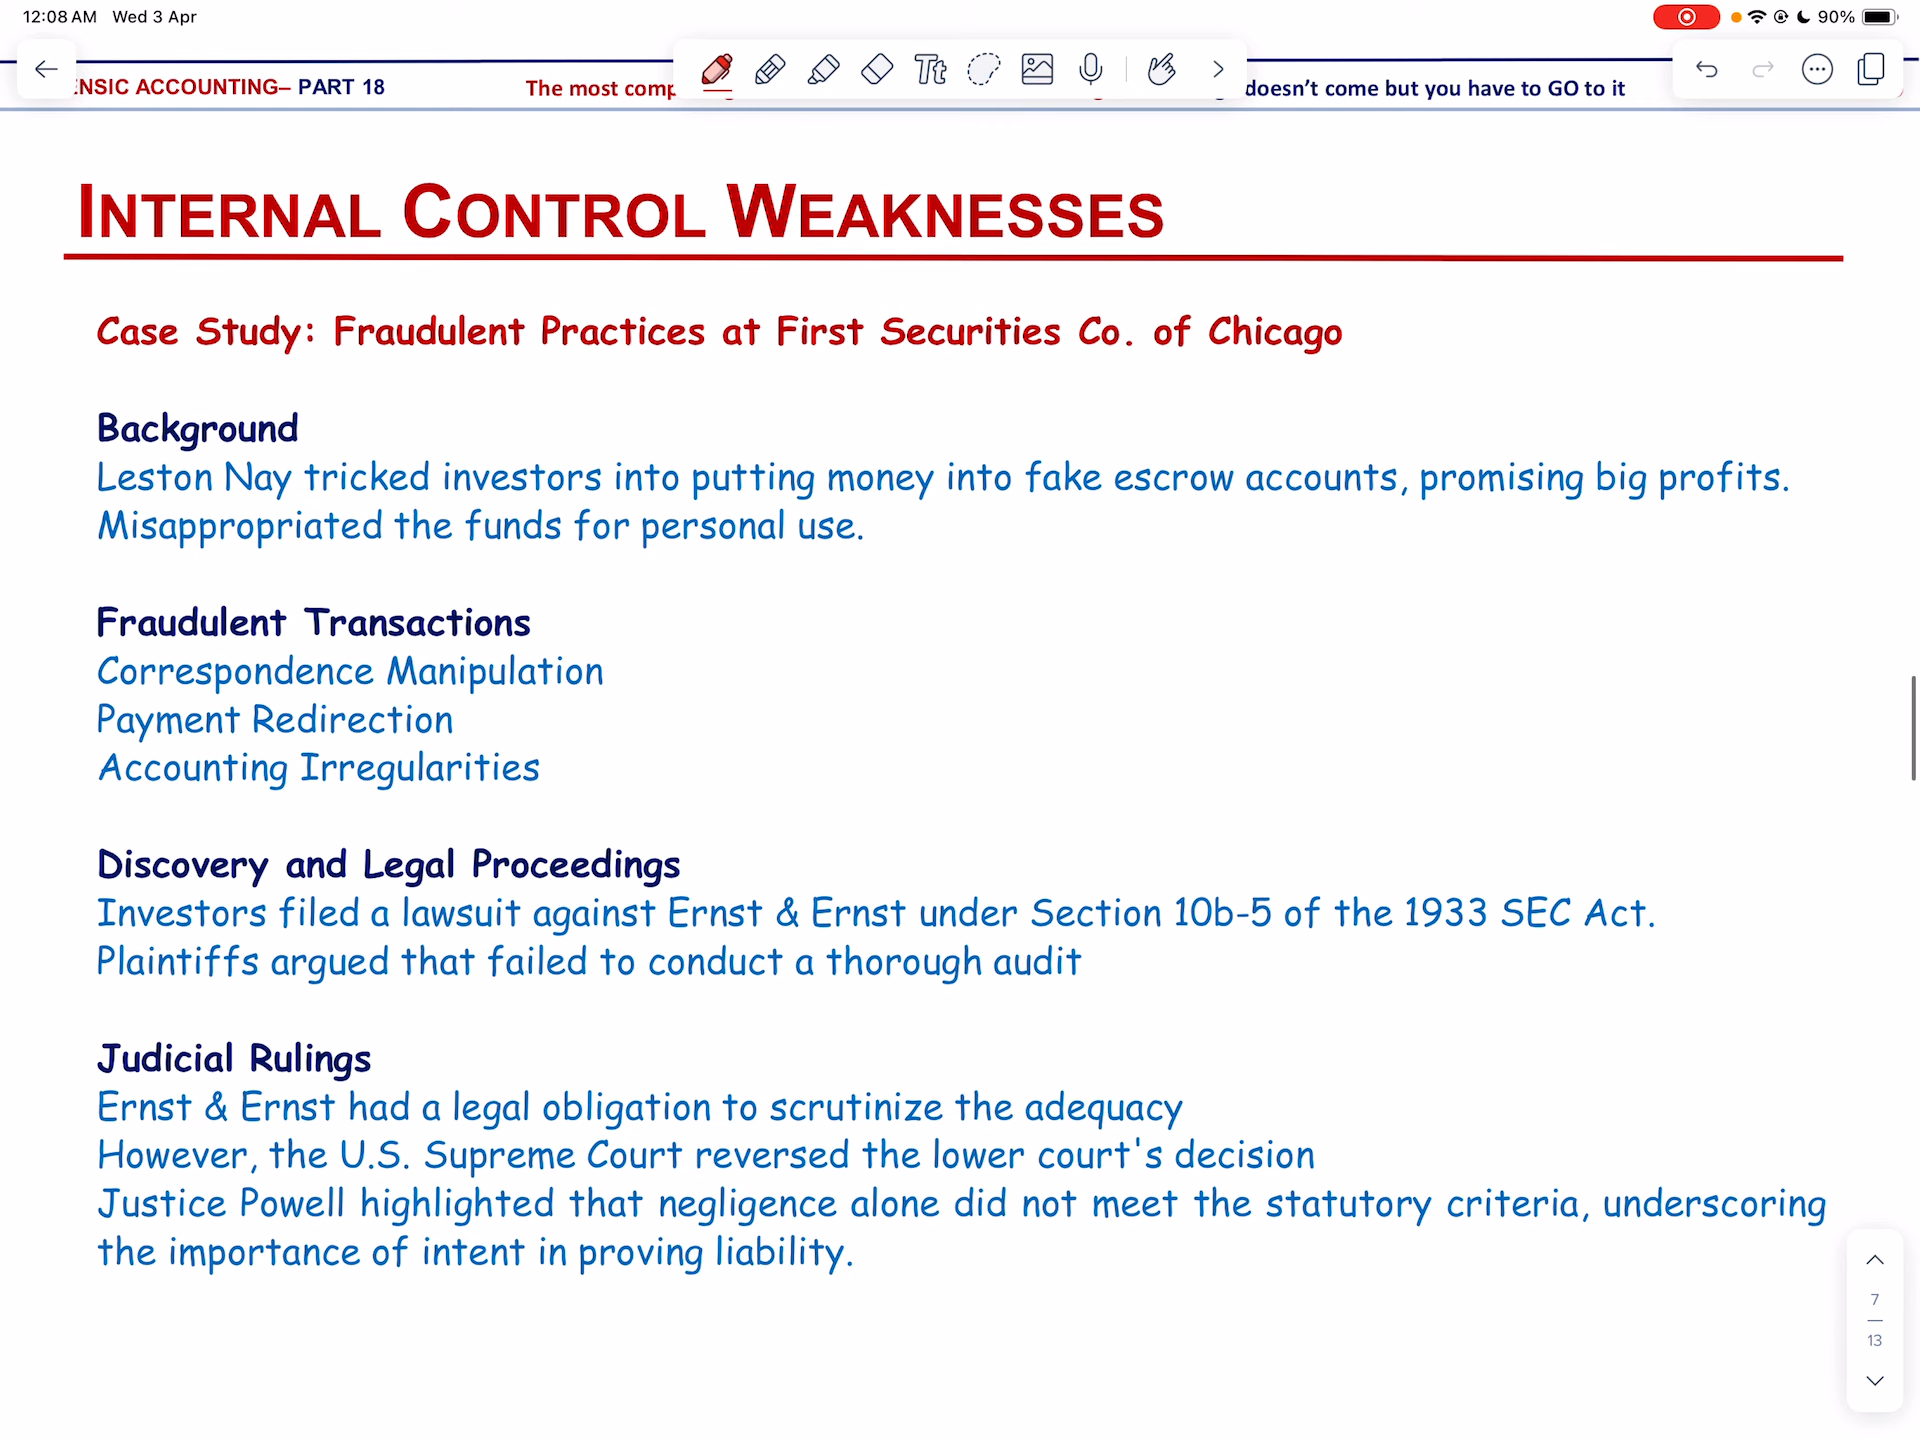 12:08 AM Wed 3 Apr
90%
NSIC ACCOUNTING– PART 18
The most
doesn’t come but you have to GO to it
Tt
INTERNAL CONTROL WEAKNESSES
Case Study: Fraudulent Practices at First Securities Co. of Chicago
Background
Leston Nay tricked investors into putting money into fake escrow accounts, promising big profits.
Misappropriated the funds for personal use.
Fraudulent Transactions
Correspondence Manipulation
Payment Redirection
Accounting Irregularities
Discovery and Legal Proceedings
Investors filed a lawsuit against Ernst & Ernst under Section 10b-5 of the 1933 SEC Act.
Plaintiffs argued that failed to conduct a thorough audit
Judicial Rulings
Ernst & Ernst had a legal obligation to scrutinize the adequacy
However, the U.S. Supreme Court reversed the lower court's decision
Justice Powell highlighted that negligence alone did not meet the statutory criteria, underscoring
the importance of intent in proving liability.
7
13